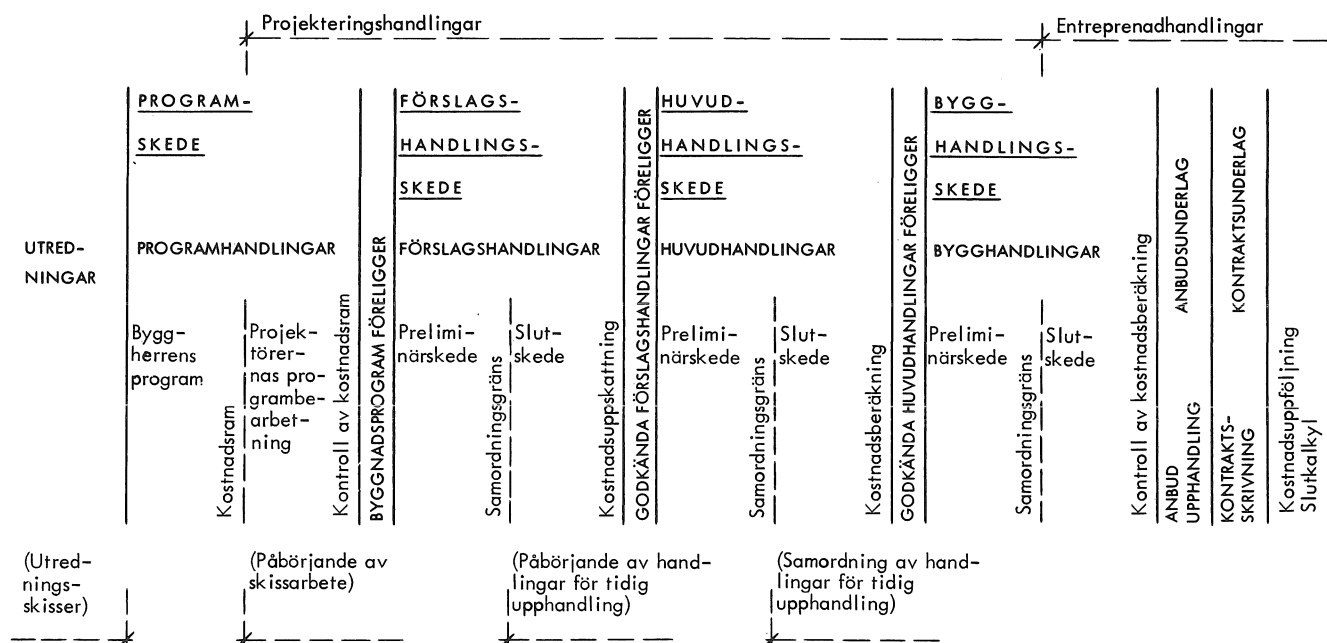 Projekteringshandlingar
Entreprenadhandlingar
UTRED-
NINGAR
PROGRAM-
SKEDE
PROGRAMHANDLINGAR
Bygg-
herrens
program
Kostnadsram
Projek-
törer-
nas pro-
grambe-
arbet-
ning
Kontroll av kostnadsram
BYGGNADSPROGRAM FÖRELIGGER
FÖRSLAGS-
HANDLINGS-
SKEDE
FÖRSLAGSHANDLINGAR
Prelimi-
närskede
Samordningsgräns
Slut-
skede
Kostnadsuppskattning
GODKÄNDA FÖRSLAGSHANDLINGAR FÖRELIGGER
HUVUD-
HANDLINGS-
SKEDE
HUVUDHANDLINGAR
Prelimi-
närskede
Samordningsgräns
Slut-
skede
Kostnadsberäkning
GODKÄNDA HUVUDHANDLINGAR FÖRELIGGER
BYGG-
HANDLINGS-
SKEDE
BYGGHANDLINGAR
Prelimi-
närskede
Samordningsgräns
Slut-
skede
Kontroll av kostnadsberäkning
ANBUDSUNDERLAG
ANBUD
UPPHANDLING
KONTRAKTSUNDERLAG
KONTRAKTS-
SKRIVNING
Kostnadsuppföljning
Slutkalkyl
(Utred-
nings-
skisser)
(Påbörjande av
skissarbete)
(Påbörjande av hand-
lingar för tidig
upphandling)
(Samordning av hand-
lingar för tidig
upphandling)